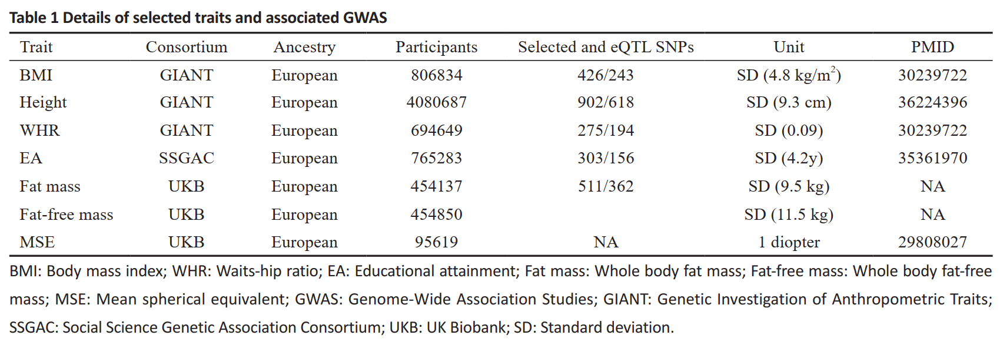 Table 1 Details of selected traits and associated GWAS
Trait Consortium Ancestry Participants Selected and eQTL SNPs Unit PMID
BMI GIANT European 806834 426/243 SD (4.8 kg/m²) 30239722
Height GIANT European 4080687 902/618 SD (9.3 cm) 36224396
WHR GIANT European 694649 275/194 SD (0.09) 30239722
EA SSGAC European 765283 303/156 SD (4.2y) 35361970
Fat mass UKB European 454137 511/362 SD (9.5 kg) NA
Fat-free mass UKB European 454850 SD (11.5 kg) NA
MSE UKB European 95619 NA 1 diopter 29808027
BMI: Body mass index; WHR: Waits-hip ratio; EA: Educational attainment; Fat mass: Whole body fat mass; Fat-free mass: Whole body fat-free
mass; MSE: Mean spherical equivalent; GWAS: Genome-Wide Association Studies; GIANT: Genetic Investigation of Anthropometric Traits;
SSGAC: Social Science Genetic Association Consortium; UKB: UK Biobank; SD: Standard deviation.